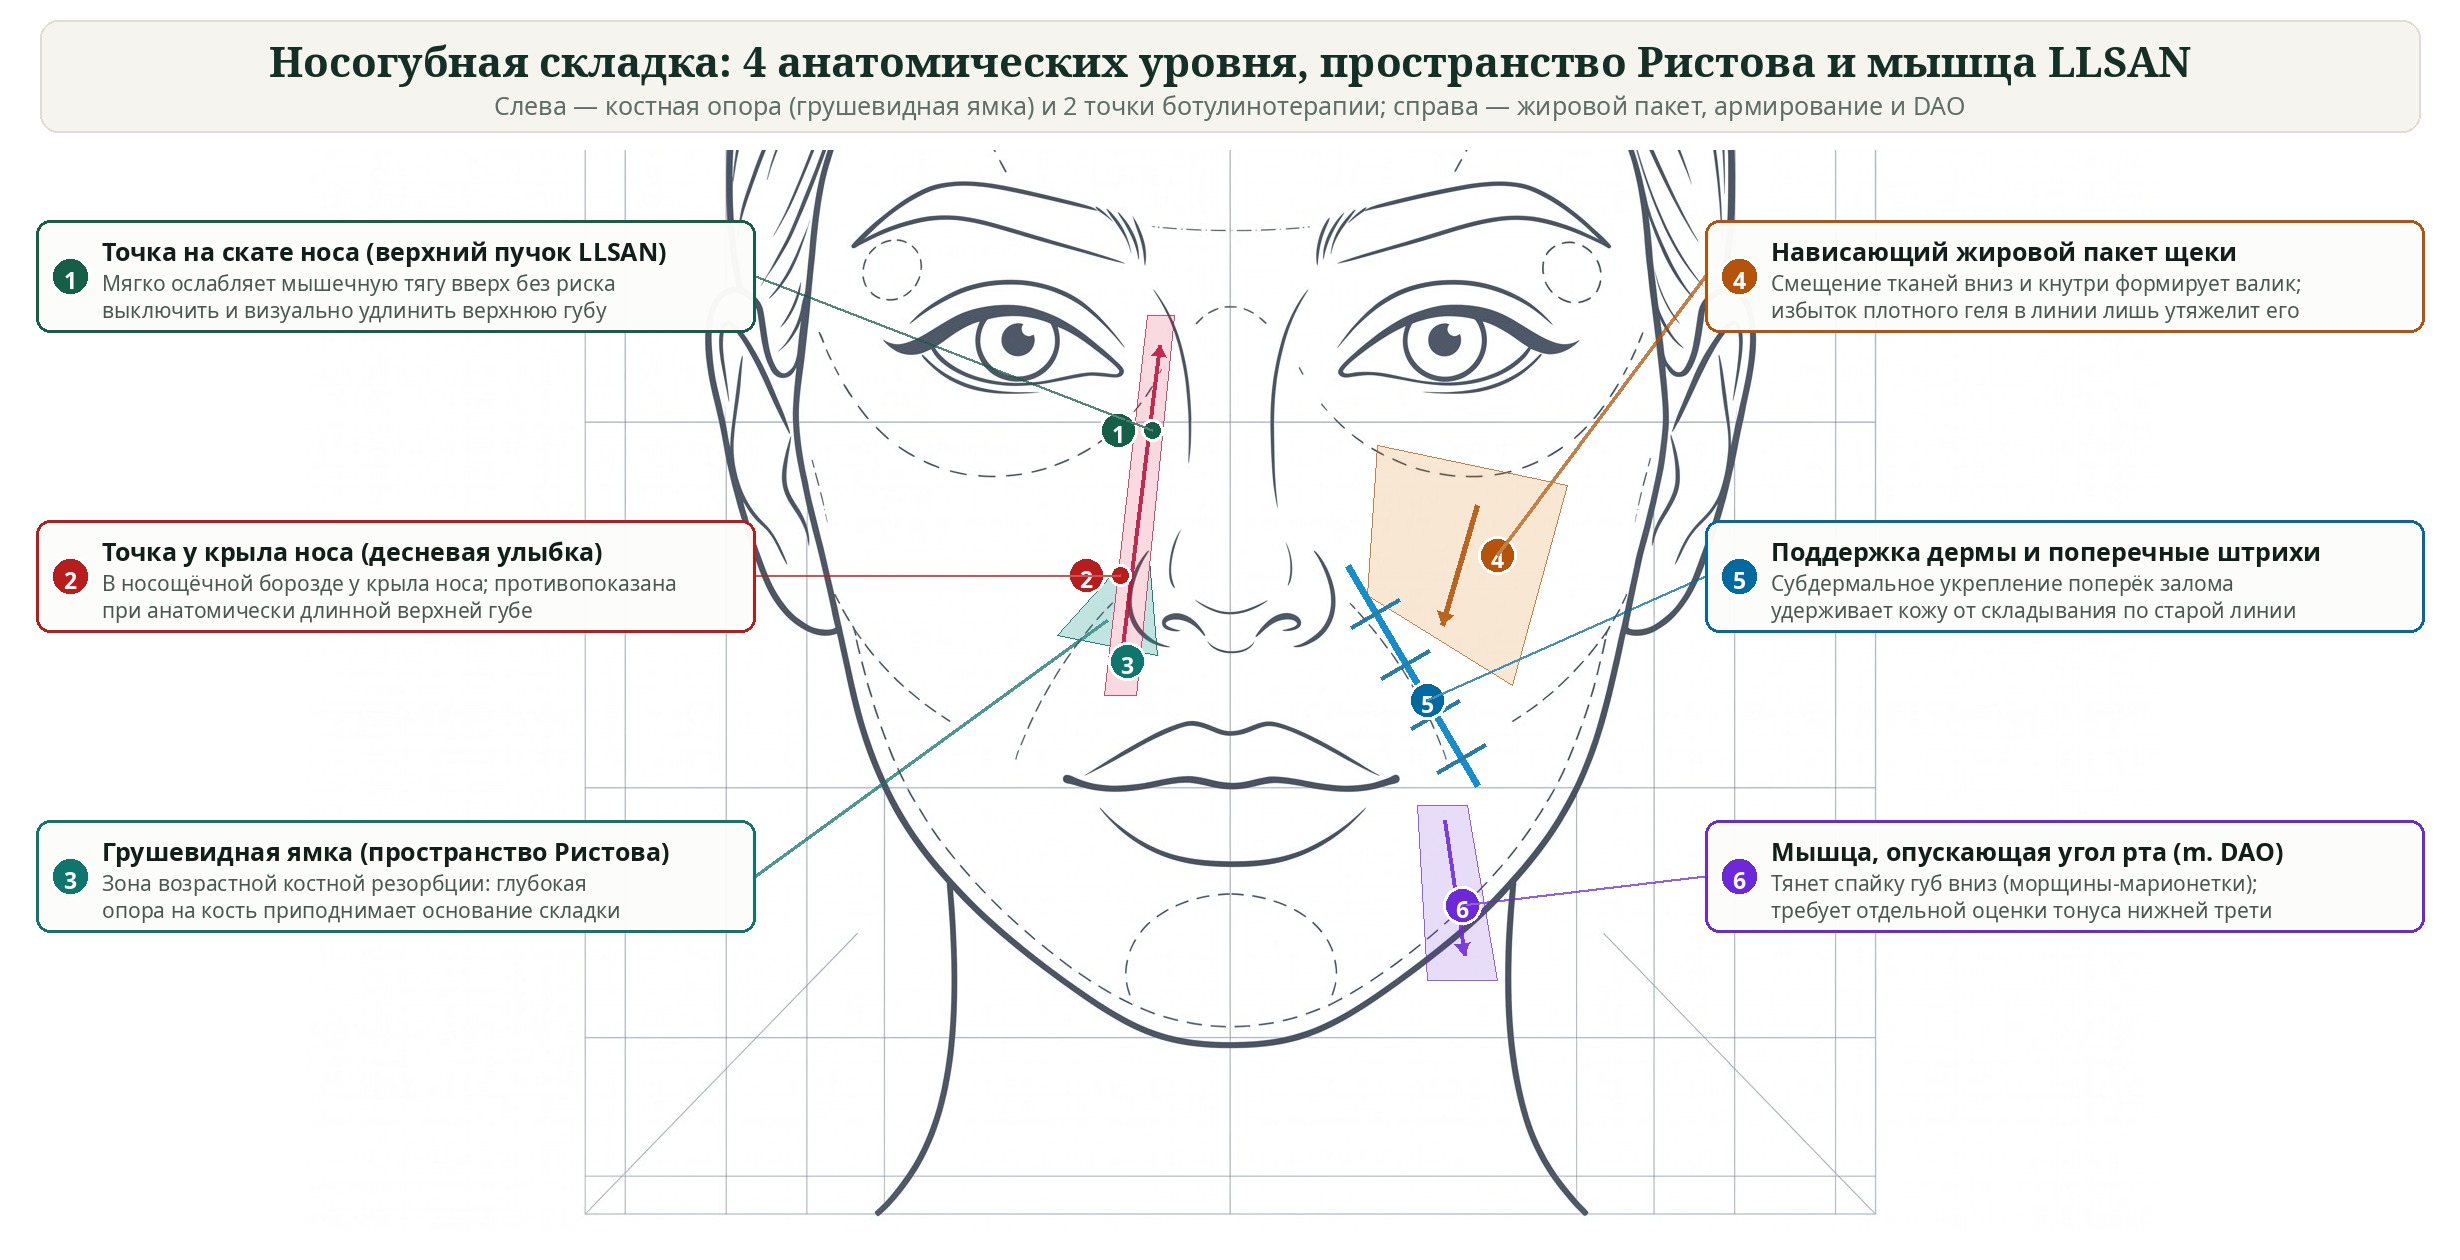 Носогубная складка: 4 анатомических уровня, пространство Ристова и мышца LLSAN
Слева — костная опора (грушевидная ямка) и 2 точки ботулинотерапии; справа — жировой пакет, армирование и DAO
1
Точка на скате носа (верхний пучок LLSAN)
Мягко ослабляет мышечную тягу вверх без риска
выключить и визуально удлинить верхнюю губу
2
Точка у крыла носа (десневая улыбка)
В носощёчной борозде у крыла носа; противопоказана
при анатомически длинной верхней губе
3
Грушевидная ямка (пространство Ристова)
Зона возрастной костной резорбции: глубокая
опора на кость приподнимает основание складки
1
2
3
4
5
6
4
Нависающий жировой пакет щеки
Смещение тканей вниз и кнутри формирует валик;
избыток плотного геля в линии лишь утяжелит его
5
Поддержка дермы и поперечные штрихи
Субдермальное укрепление поперёк залома
удерживает кожу от складывания по старой линии
6
Мышца, опускающая угол рта (m. DAO)
Тянет спайку губ вниз (морщины-марионетки);
требует отдельной оценки тонуса нижней трети